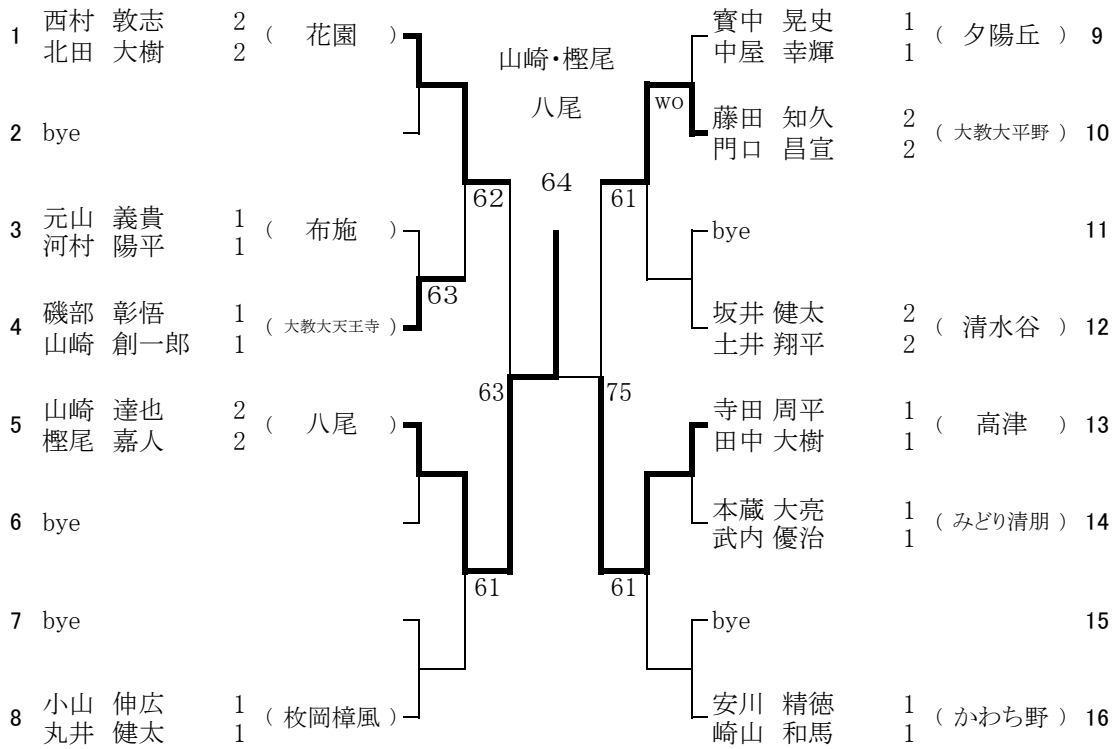 1 西村 敦志 2 ( 花園 )
北田 大樹 2
2 bye
3 元山 義貴 1 ( 布施 )
河村 陽平 1
4 磯部 彰悟 1 ( 大教大天王寺 )
山崎 創一郎 1
5 山崎 達也 2 ( 八尾 )
樫尾 嘉人 2
6 bye
7 bye
8 小山 伸広 1 ( 枚岡樟風 )
丸井 健太 1
山崎・樫尾
八尾
64
62
63
63
61
wo
61
75
61
寳中 晃史 1 ( 夕陽丘 ) 9
中屋 幸輝 1
藤田 知久 2 ( 大教大平野 ) 10
門口 昌宣 2
bye 11
坂井 健太 2 ( 清水谷 ) 12
土井 翔平 2
寺田 周平 1 ( 高津 ) 13
田中 大樹 1
本蔵 大亮 1 ( みどり清朋 ) 14
武内 優治 1
bye 15
安川 精徳 1 ( かわち野 ) 16
崎山 和馬 1